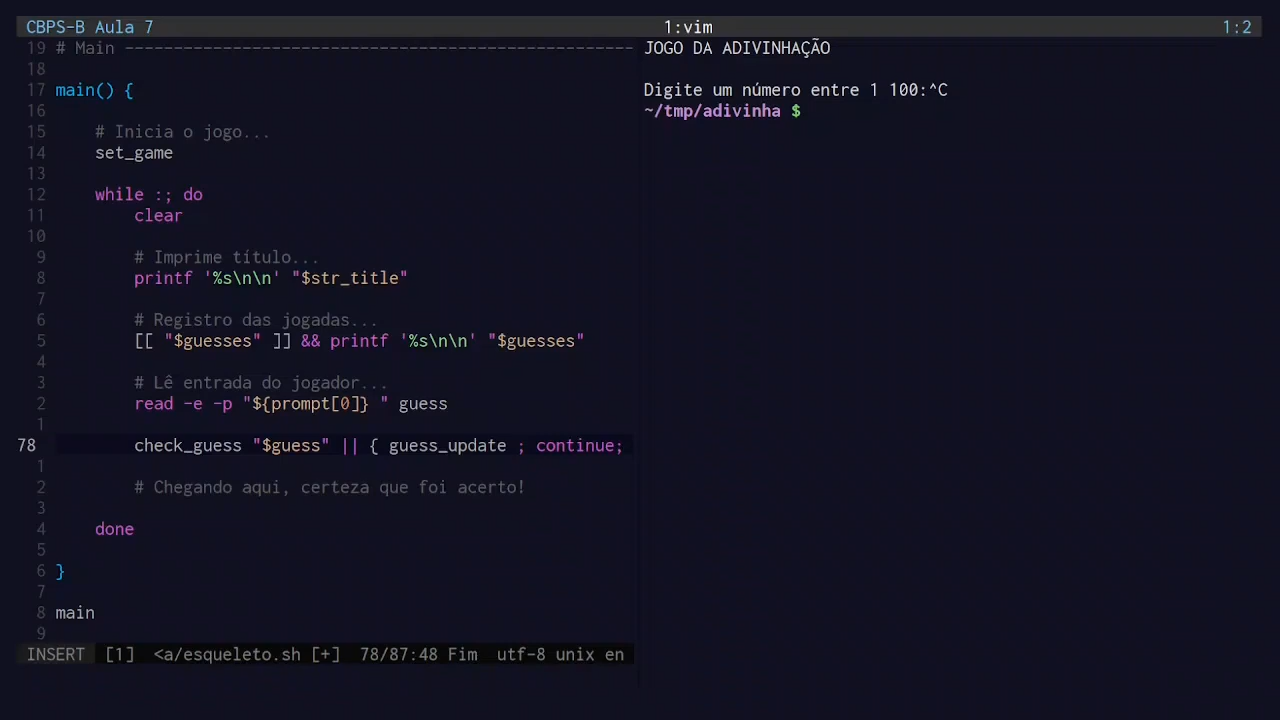 CBPS-B Aula 7 1:vim 1:2
19 # Main ----------------------------------------------------
18
17 main() {
16
15 # Inicia o jogo...
14 set_game
13
12 while :; do
11 clear
10
9 # Imprime título...
8 printf '%s\n\n' "$str_title"
7
6 # Registro das jogadas...
5 [[ "$guesses" ]] && printf '%s\n\n' "$guesses"
4
3 # Lê entrada do jogador...
2 read -e -p "${prompt[0]} " guess
1
78 check_guess "$guess" || { guess_update ; continue;
1
2 # Chegando aqui, certeza que foi acerto!
3
4 done
5
6 }
7
8 main
9
INSERT [1] <a/esqueleto.sh [+] 78/87:48 Fim utf-8 unix en
JOGO DA ADIVINHAÇÃO
Digite um número entre 1 100:^C
~/tmp/adivinha $